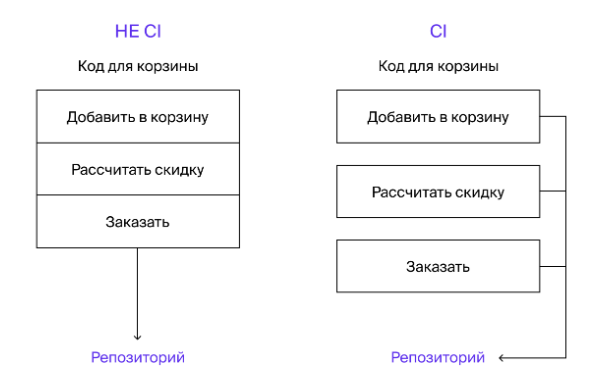 НЕ CI
Код для корзины
Добавить в корзину
Рассчитать скидку
Заказать
Репозиторий
CI
Код для корзины
Добавить в корзину
Рассчитать скидку
Заказать
Репозиторий